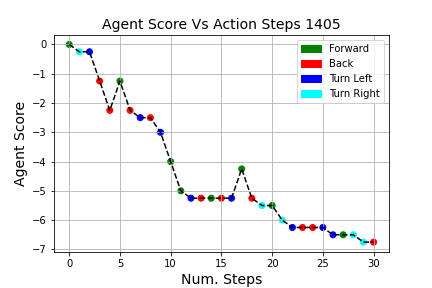 Agent Score Vs Action Steps 1405
Forward
Back
Turn Left
Turn Right
Agent Score
0
−1
−2
−3
−4
−5
−6
−7
0 5 10 15 20 25 30
Num. Steps